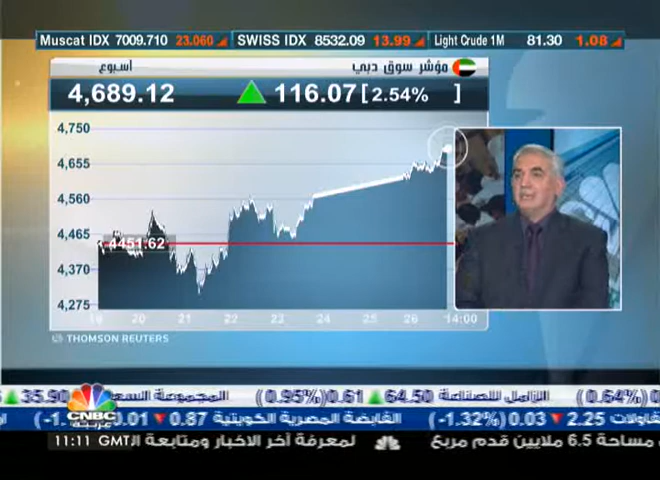 Muscat IDX 7009.710 23.060 SWISS IDX 8532.09 13.99 Light Crude 1M 81.30 1.08
مؤشر سوق دبي أسبوع
4,689.12 116.07 [2.54% ]
4,750
4,655
4,560
4,465
4451.62
4,370
4,275
19 20 21 22 23 24 25 26 14:00
THOMSON REUTERS
(0.64%) الزامل للصناعة 64.50 0.61 (0.95%) المجموعة السعو 35.90
CNBC
عربية
اولات 2.25 0.03 (-1.32%) القابضة المصرية الكويتية 0.87 0.01
11:11 GMT
مساحة 6.5 ملايين قدم مربع لمعرفة آخر الاخبار ومتابعة